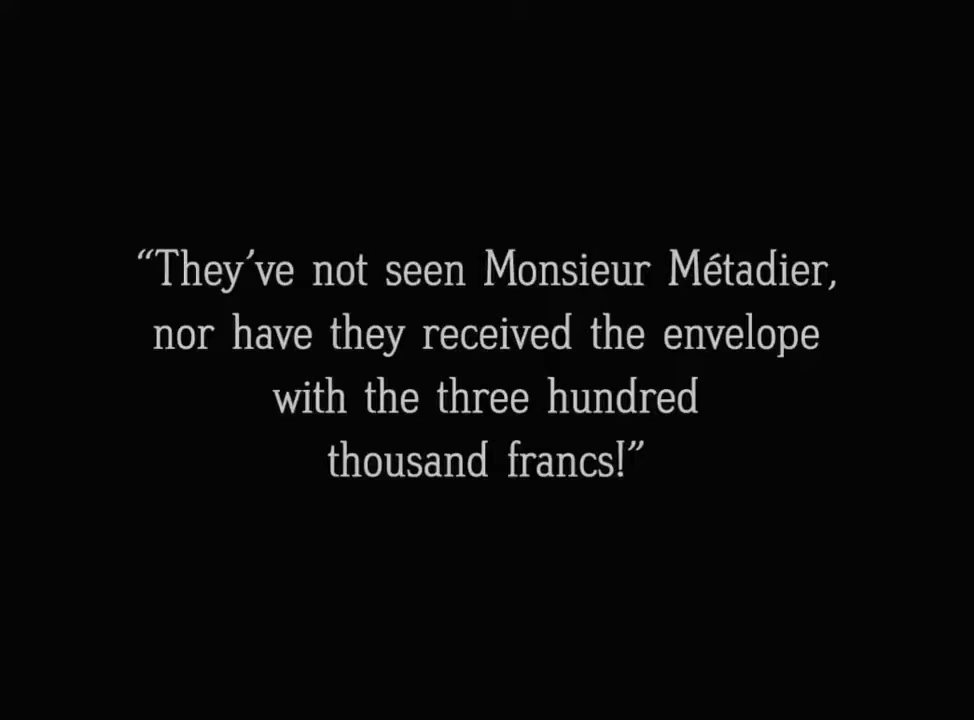 “They’ve not seen Monsieur Métadier,
nor have they received the envelope
with the three hundred
thousand francs!”